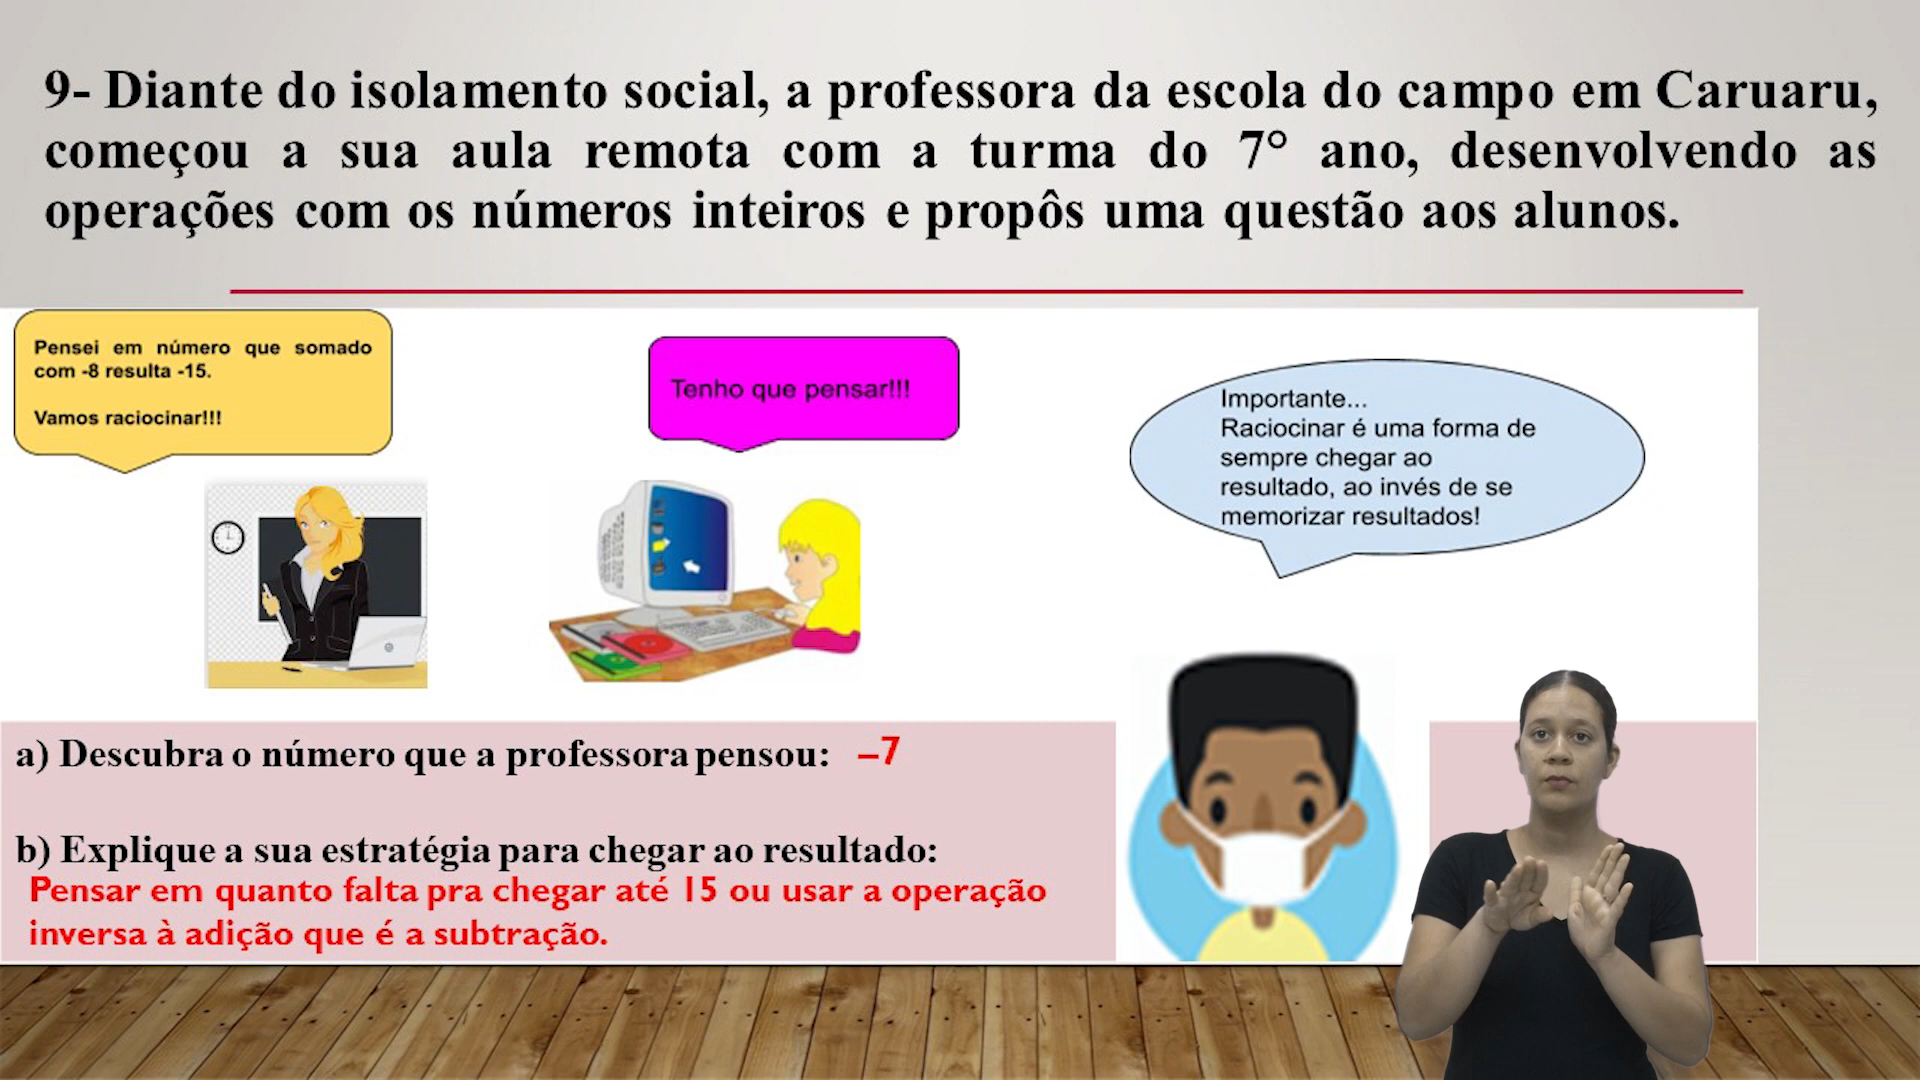 9- Diante do isolamento social, a professora da escola do campo em Caruaru,
começou a sua aula remota com a turma do 7° ano, desenvolvendo as
operações com os números inteiros e propôs uma questão aos alunos.
Pensei em número que somado
com -8 resulta -15.
Vamos raciocinar!!!
Tenho que pensar!!!
Importante...
Raciocinar é uma forma de
sempre chegar ao
resultado, ao invés de se
memorizar resultados!
a) Descubra o número que a professora pensou: –7
b) Explique a sua estratégia para chegar ao resultado:
Pensar em quanto falta pra chegar até 15 ou usar a operação
inversa à adição que é a subtração.